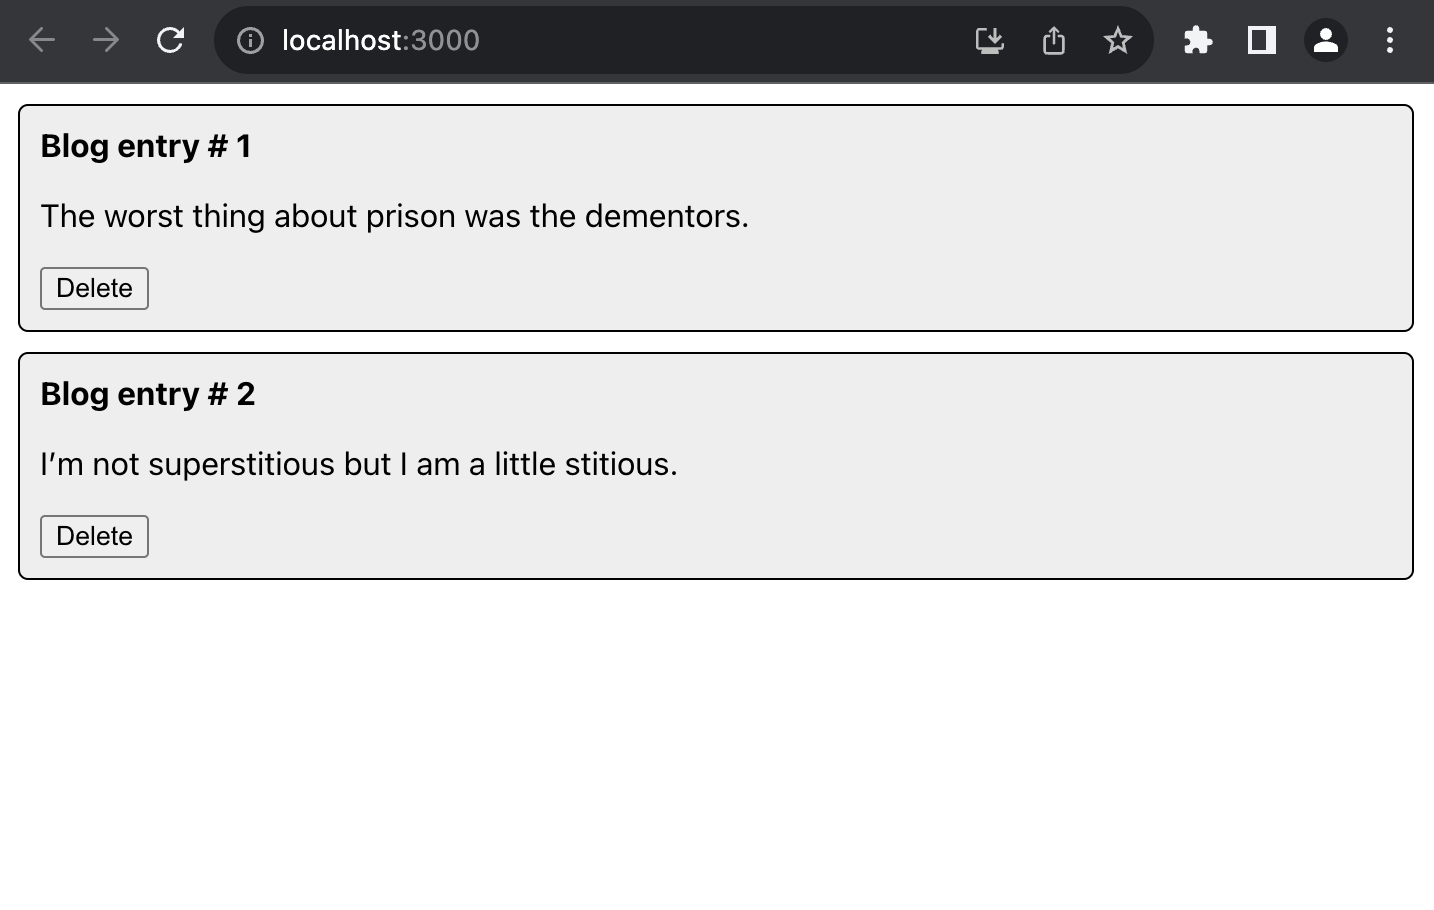 localhost:3000
Blog entry # 1
The worst thing about prison was the dementors.
Delete
Blog entry # 2
I’m not superstitious but I am a little stitious.
Delete